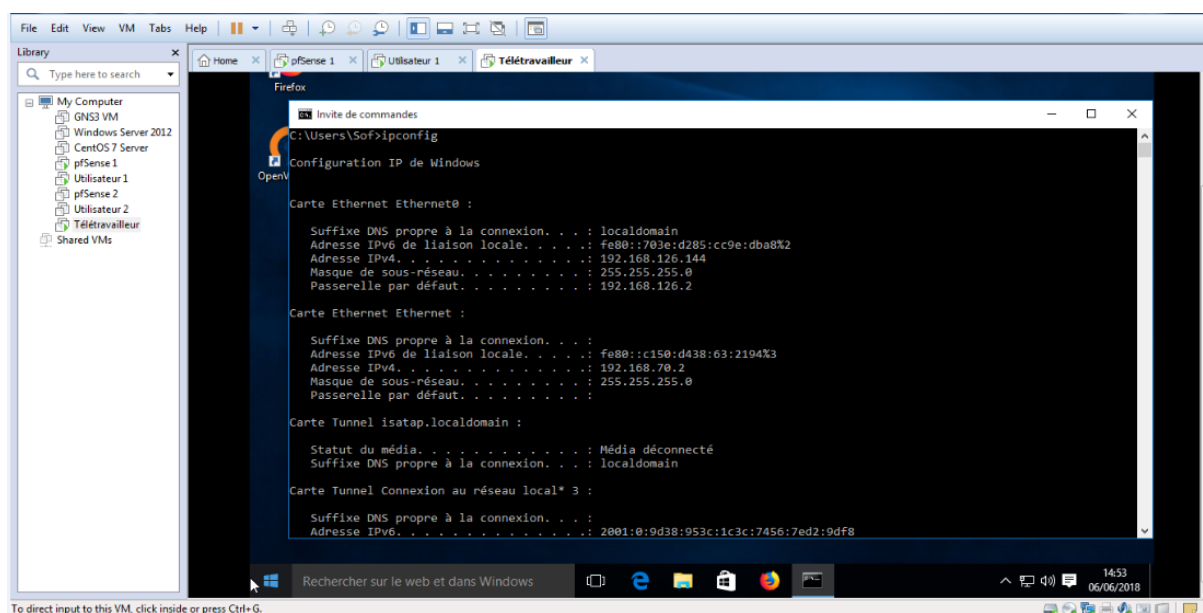 File Edit View VM Tabs Help
Library
Type here to search
My Computer
GNS3 VM
Windows Server 2012
CentOS 7 Server
pfSense 1
Utilisateur 1
pfSense 2
Utilisateur 2
Télétravailleur
Shared VMs
Home pfSense 1 Utilisateur 1 Télétravailleur
Firefox
OpenV
Invite de commandes
C:\Users\Sof>ipconfig
Configuration IP de Windows
Carte Ethernet Ethernet0 :
Suffixe DNS propre à la connexion. . . : localdomain
Adresse IPv6 de liaison locale. . . . .: fe80::703e:d285:cc9e:dba8%2
Adresse IPv4. . . . . . . . . . . . . .: 192.168.126.144
Masque de sous-réseau. . . . . . . . . : 255.255.255.0
Passerelle par défaut. . . . . . . . . : 192.168.126.2
Carte Ethernet Ethernet :
Suffixe DNS propre à la connexion. . . :
Adresse IPv6 de liaison locale. . . . .: fe80::c150:d438:63:2194%3
Adresse IPv4. . . . . . . . . . . . . .: 192.168.70.2
Masque de sous-réseau. . . . . . . . . : 255.255.255.0
Passerelle par défaut. . . . . . . . . :
Carte Tunnel isatap.localdomain :
Statut du média. . . . . . . . . . . . : Média déconnecté
Suffixe DNS propre à la connexion. . . : localdomain
Carte Tunnel Connexion au réseau local* 3 :
Suffixe DNS propre à la connexion. . . :
Adresse IPv6. . . . . . . . . . . . . .: 2001:0:9d38:953c:1c3c:7456:7ed2:9df8
Rechercher sur le web et dans Windows
14:53
06/06/2018
To direct input to this VM, click inside or press Ctrl+G.